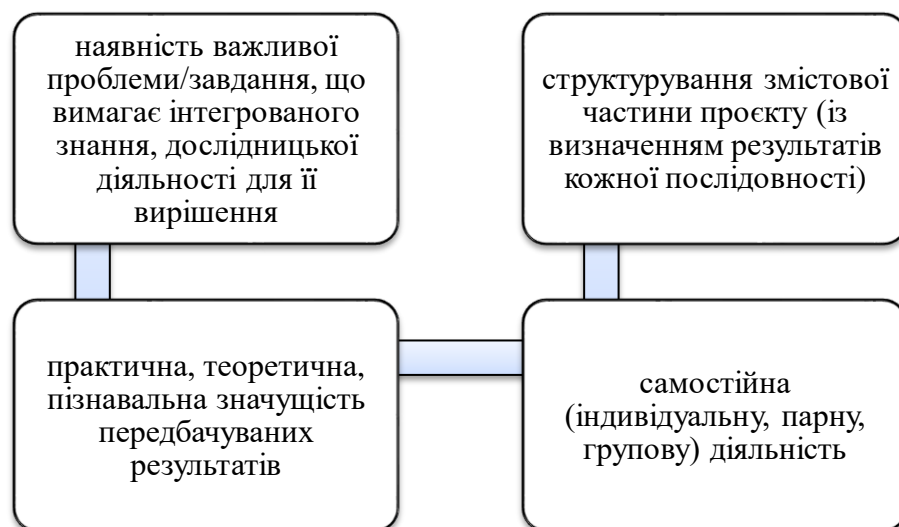 наявність важливої
проблеми/завдання, що
вимагає інтегрованого
знання, дослідницької
діяльності для її
вирішення
практична, теоретична,
пізнавальна значущість
передбачуваних
результатів
самостійна
(індивідуальну, парну,
групову) діяльність
структурування змістової
частини проєкту (із
визначенням результатів
кожної послідовності)